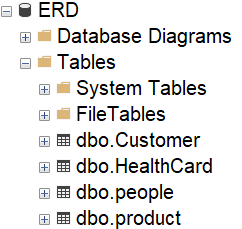 ERD
Database Diagrams
Tables
System Tables
FileTables
dbo.Customer
dbo.HealthCard
dbo.people
dbo.product